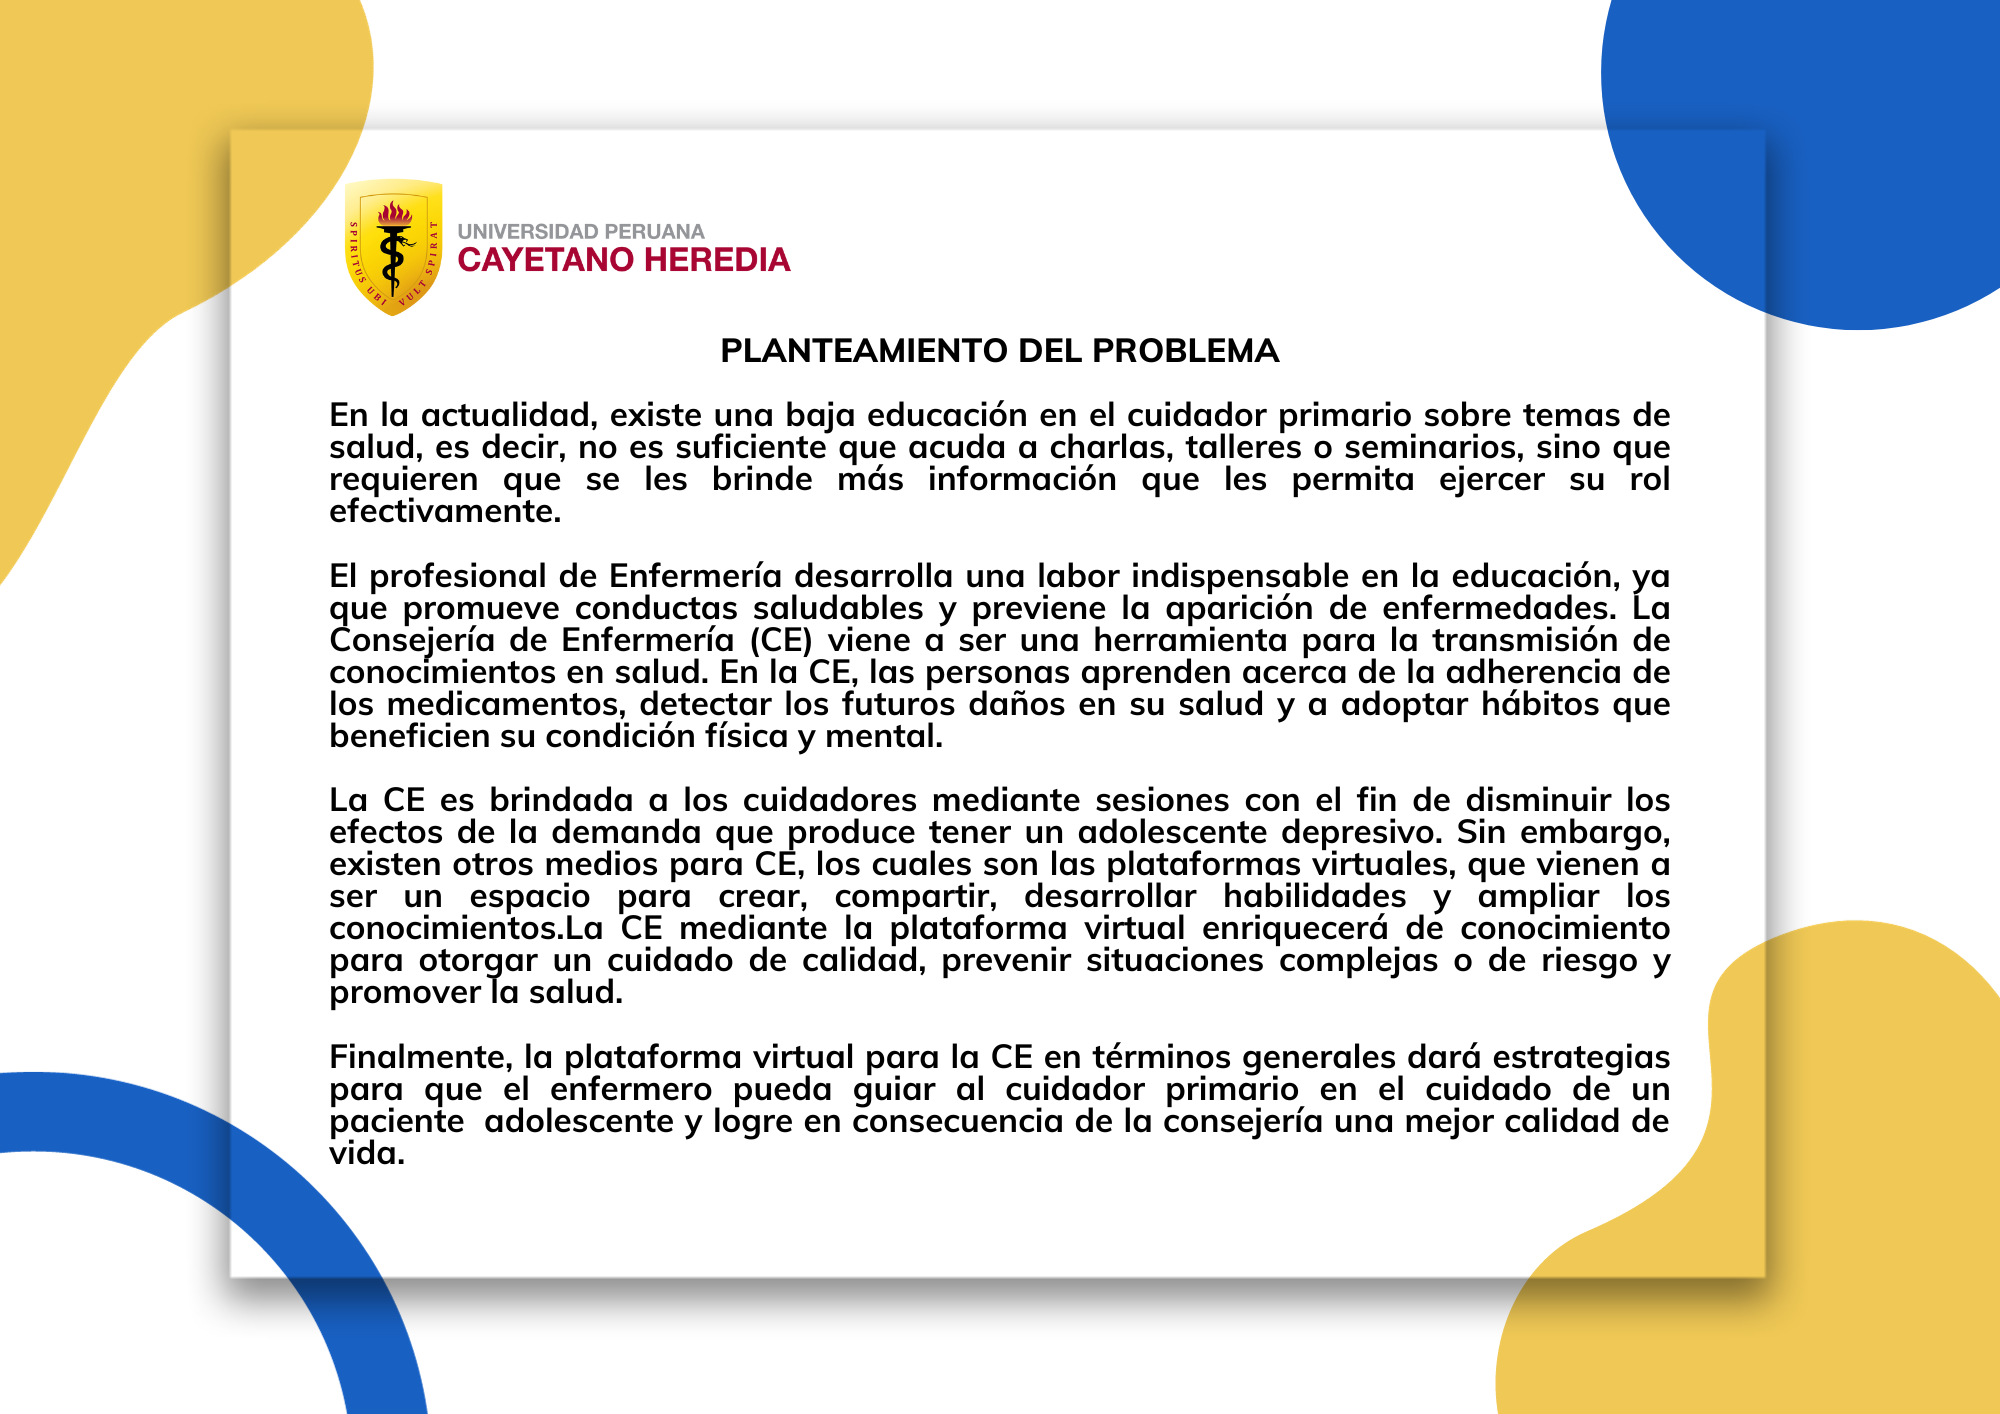 SPIRITUS UBI VULT SPIRAT
UNIVERSIDAD PERUANA
CAYETANO HEREDIA
PLANTEAMIENTO DEL PROBLEMA
En la actualidad, existe una baja educación en el cuidador primario sobre temas de
salud, es decir, no es suficiente que acuda a charlas, talleres o seminarios, sino que
requieren que se les brinde más información que les permita ejercer su rol
efectivamente.
El profesional de Enfermería desarrolla una labor indispensable en la educación, ya
que promueve conductas saludables y previene la aparición de enfermedades. La
Consejería de Enfermería (CE) viene a ser una herramienta para la transmisión de
conocimientos en salud. En la CE, las personas aprenden acerca de la adherencia de
los medicamentos, detectar los futuros daños en su salud y a adoptar hábitos que
beneficien su condición física y mental.
La CE es brindada a los cuidadores mediante sesiones con el fin de disminuir los
efectos de la demanda que produce tener un adolescente depresivo. Sin embargo,
existen otros medios para CE, los cuales son las plataformas virtuales, que vienen a
ser un espacio para crear, compartir, desarrollar habilidades y ampliar los
conocimientos.La CE mediante la plataforma virtual enriquecerá de conocimiento
para otorgar un cuidado de calidad, prevenir situaciones complejas o de riesgo y
promover la salud.
Finalmente, la plataforma virtual para la CE en términos generales dará estrategias
para que el enfermero pueda guiar al cuidador primario en el cuidado de un
paciente  adolescente y logre en consecuencia de la consejería una mejor calidad de
vida.